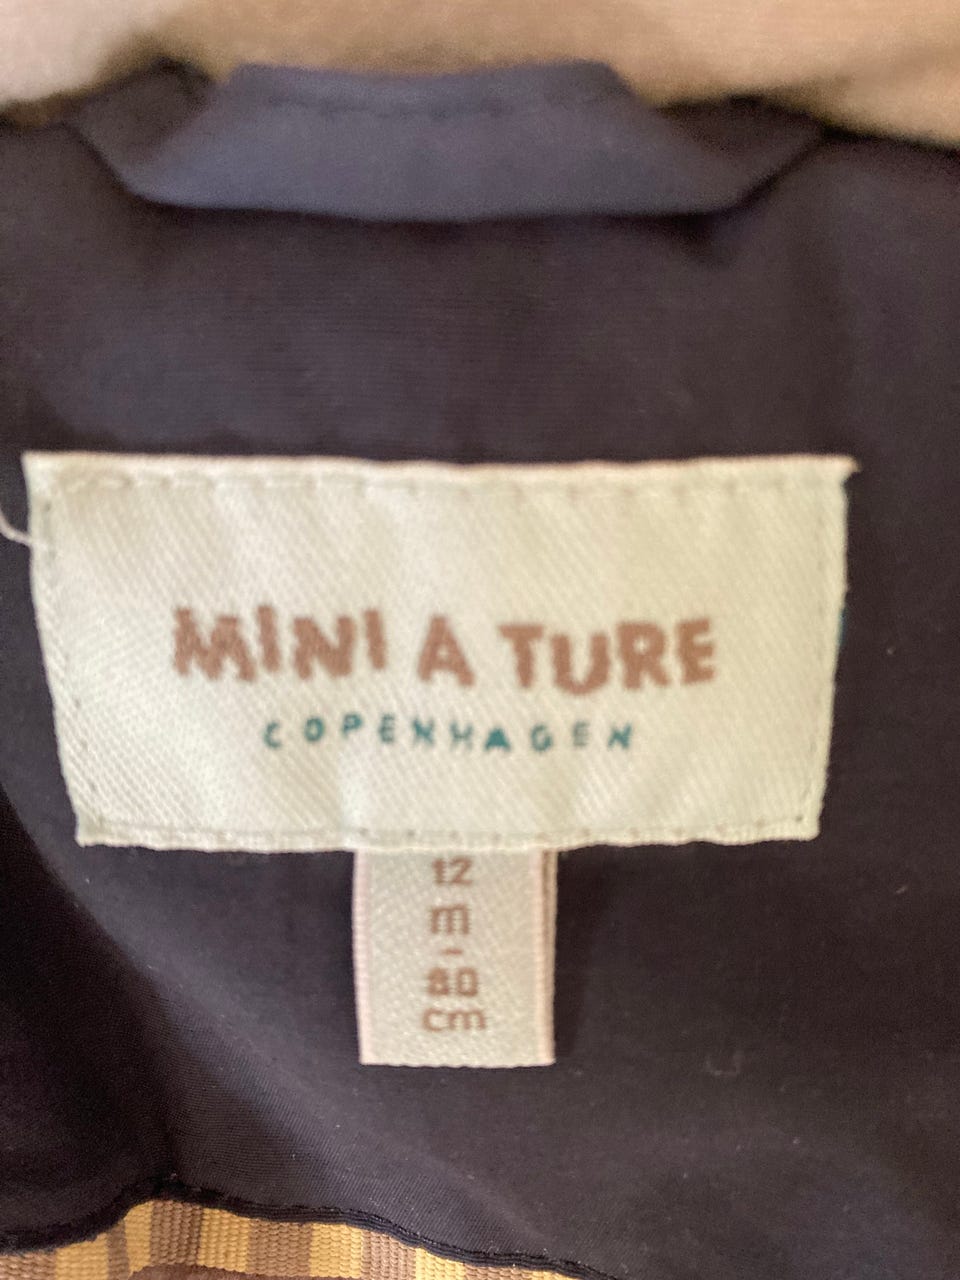 MINI A TURE
COPENHAGEN
12
m
-
80
cm